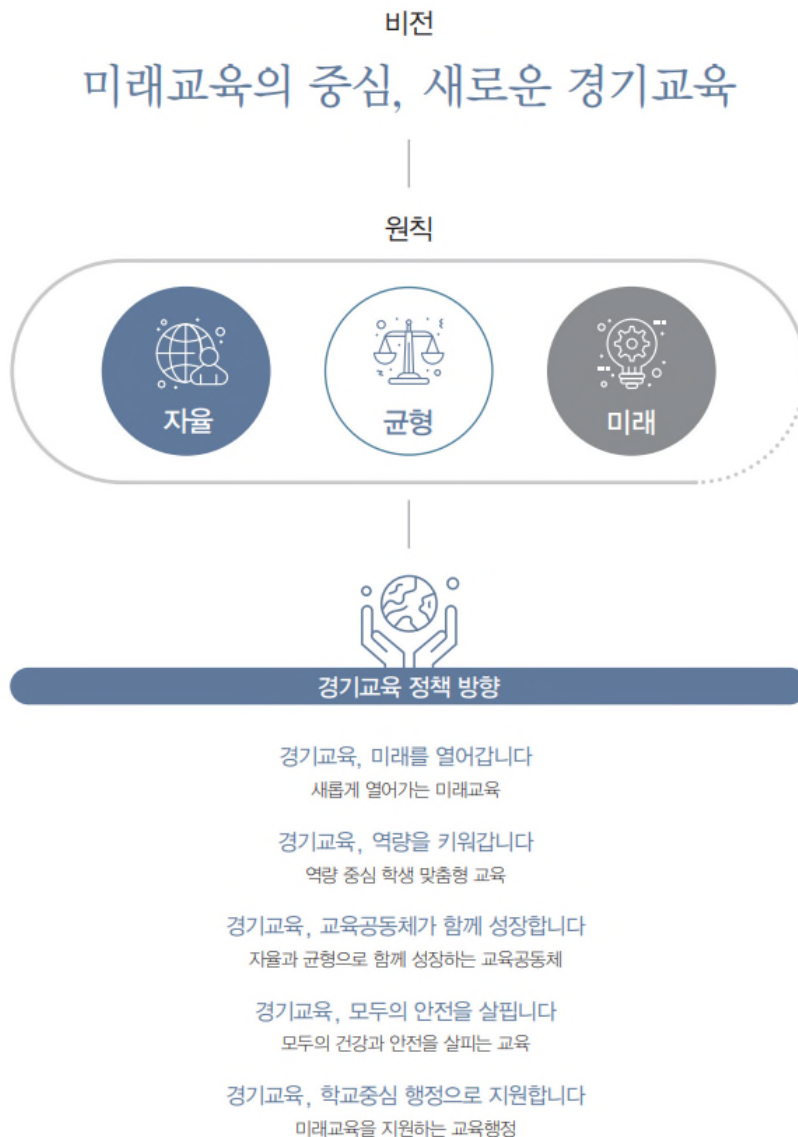 비전
미래교육의 중심, 새로운 경기교육
원칙
자율
균형
미래
경기교육 정책 방향
경기교육, 미래를 열어갑니다
새롭게 열어가는 미래교육
경기교육, 역량을 키워갑니다
역량 중심 학생 맞춤형 교육
경기교육, 교육공동체가 함께 성장합니다
자율과 균형으로 함께 성장하는 교육공동체
경기교육, 모두의 안전을 살핍니다
모두의 건강과 안전을 살피는 교육
경기교육, 학교중심 행정으로 지원합니다
미래교육을 지원하는 교육행정